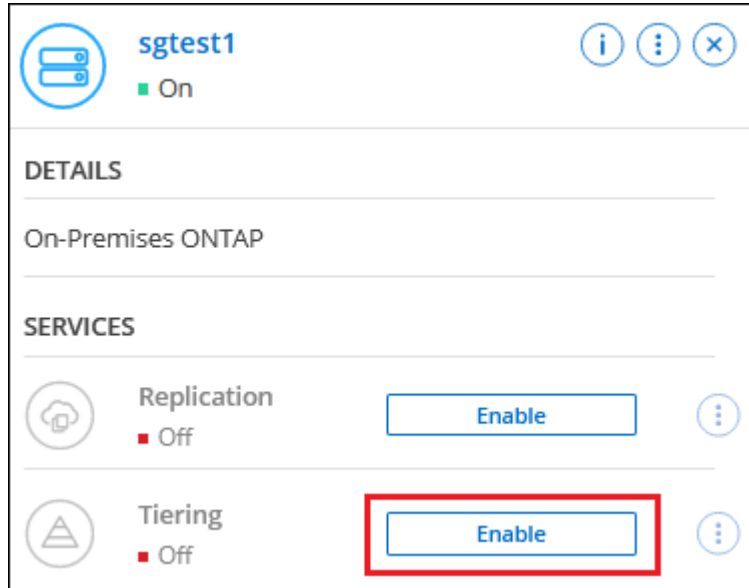 sgtest1
On
DETAILS
On-Premises ONTAP
SERVICES
Replication
Enable
Off
Tiering
Enable
Off